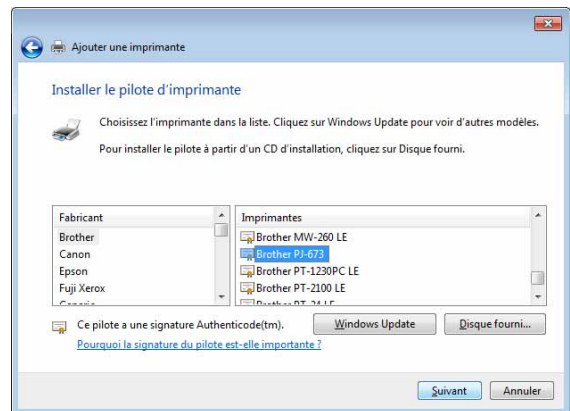 Ajouter une imprimante
Installer le pilote d'imprimante
Choisissez l'imprimante dans la liste. Cliquez sur Windows Update pour voir d'autres modèles.
Pour installer le pilote à partir d'un CD d'installation, cliquez sur Disque fourni.
Fabricant
Brother
Canon
Epson
Fuji Xerox
Imprimantes
Brother MW-260 LE
Brother PJ-673
Brother PT-1230PC LE
Brother PT-2100 LE
Ce pilote a une signature Authenticode(tm).
Windows Update
Disque fourni...
Pourquoi la signature du pilote est-elle importante ?
Suivant
Annuler